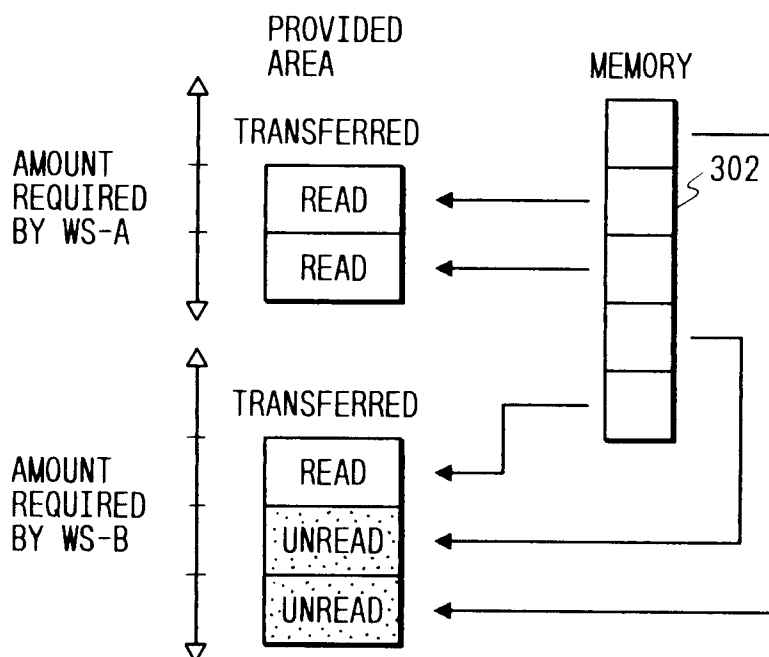 PROVIDED
AREA
MEMORY
TRANSFERRED
302
AMOUNT
REQUIRED
BY WS-A
READ
READ
TRANSFERRED
AMOUNT
REQUIRED
BY WS-B
READ
UNREAD
UNREAD